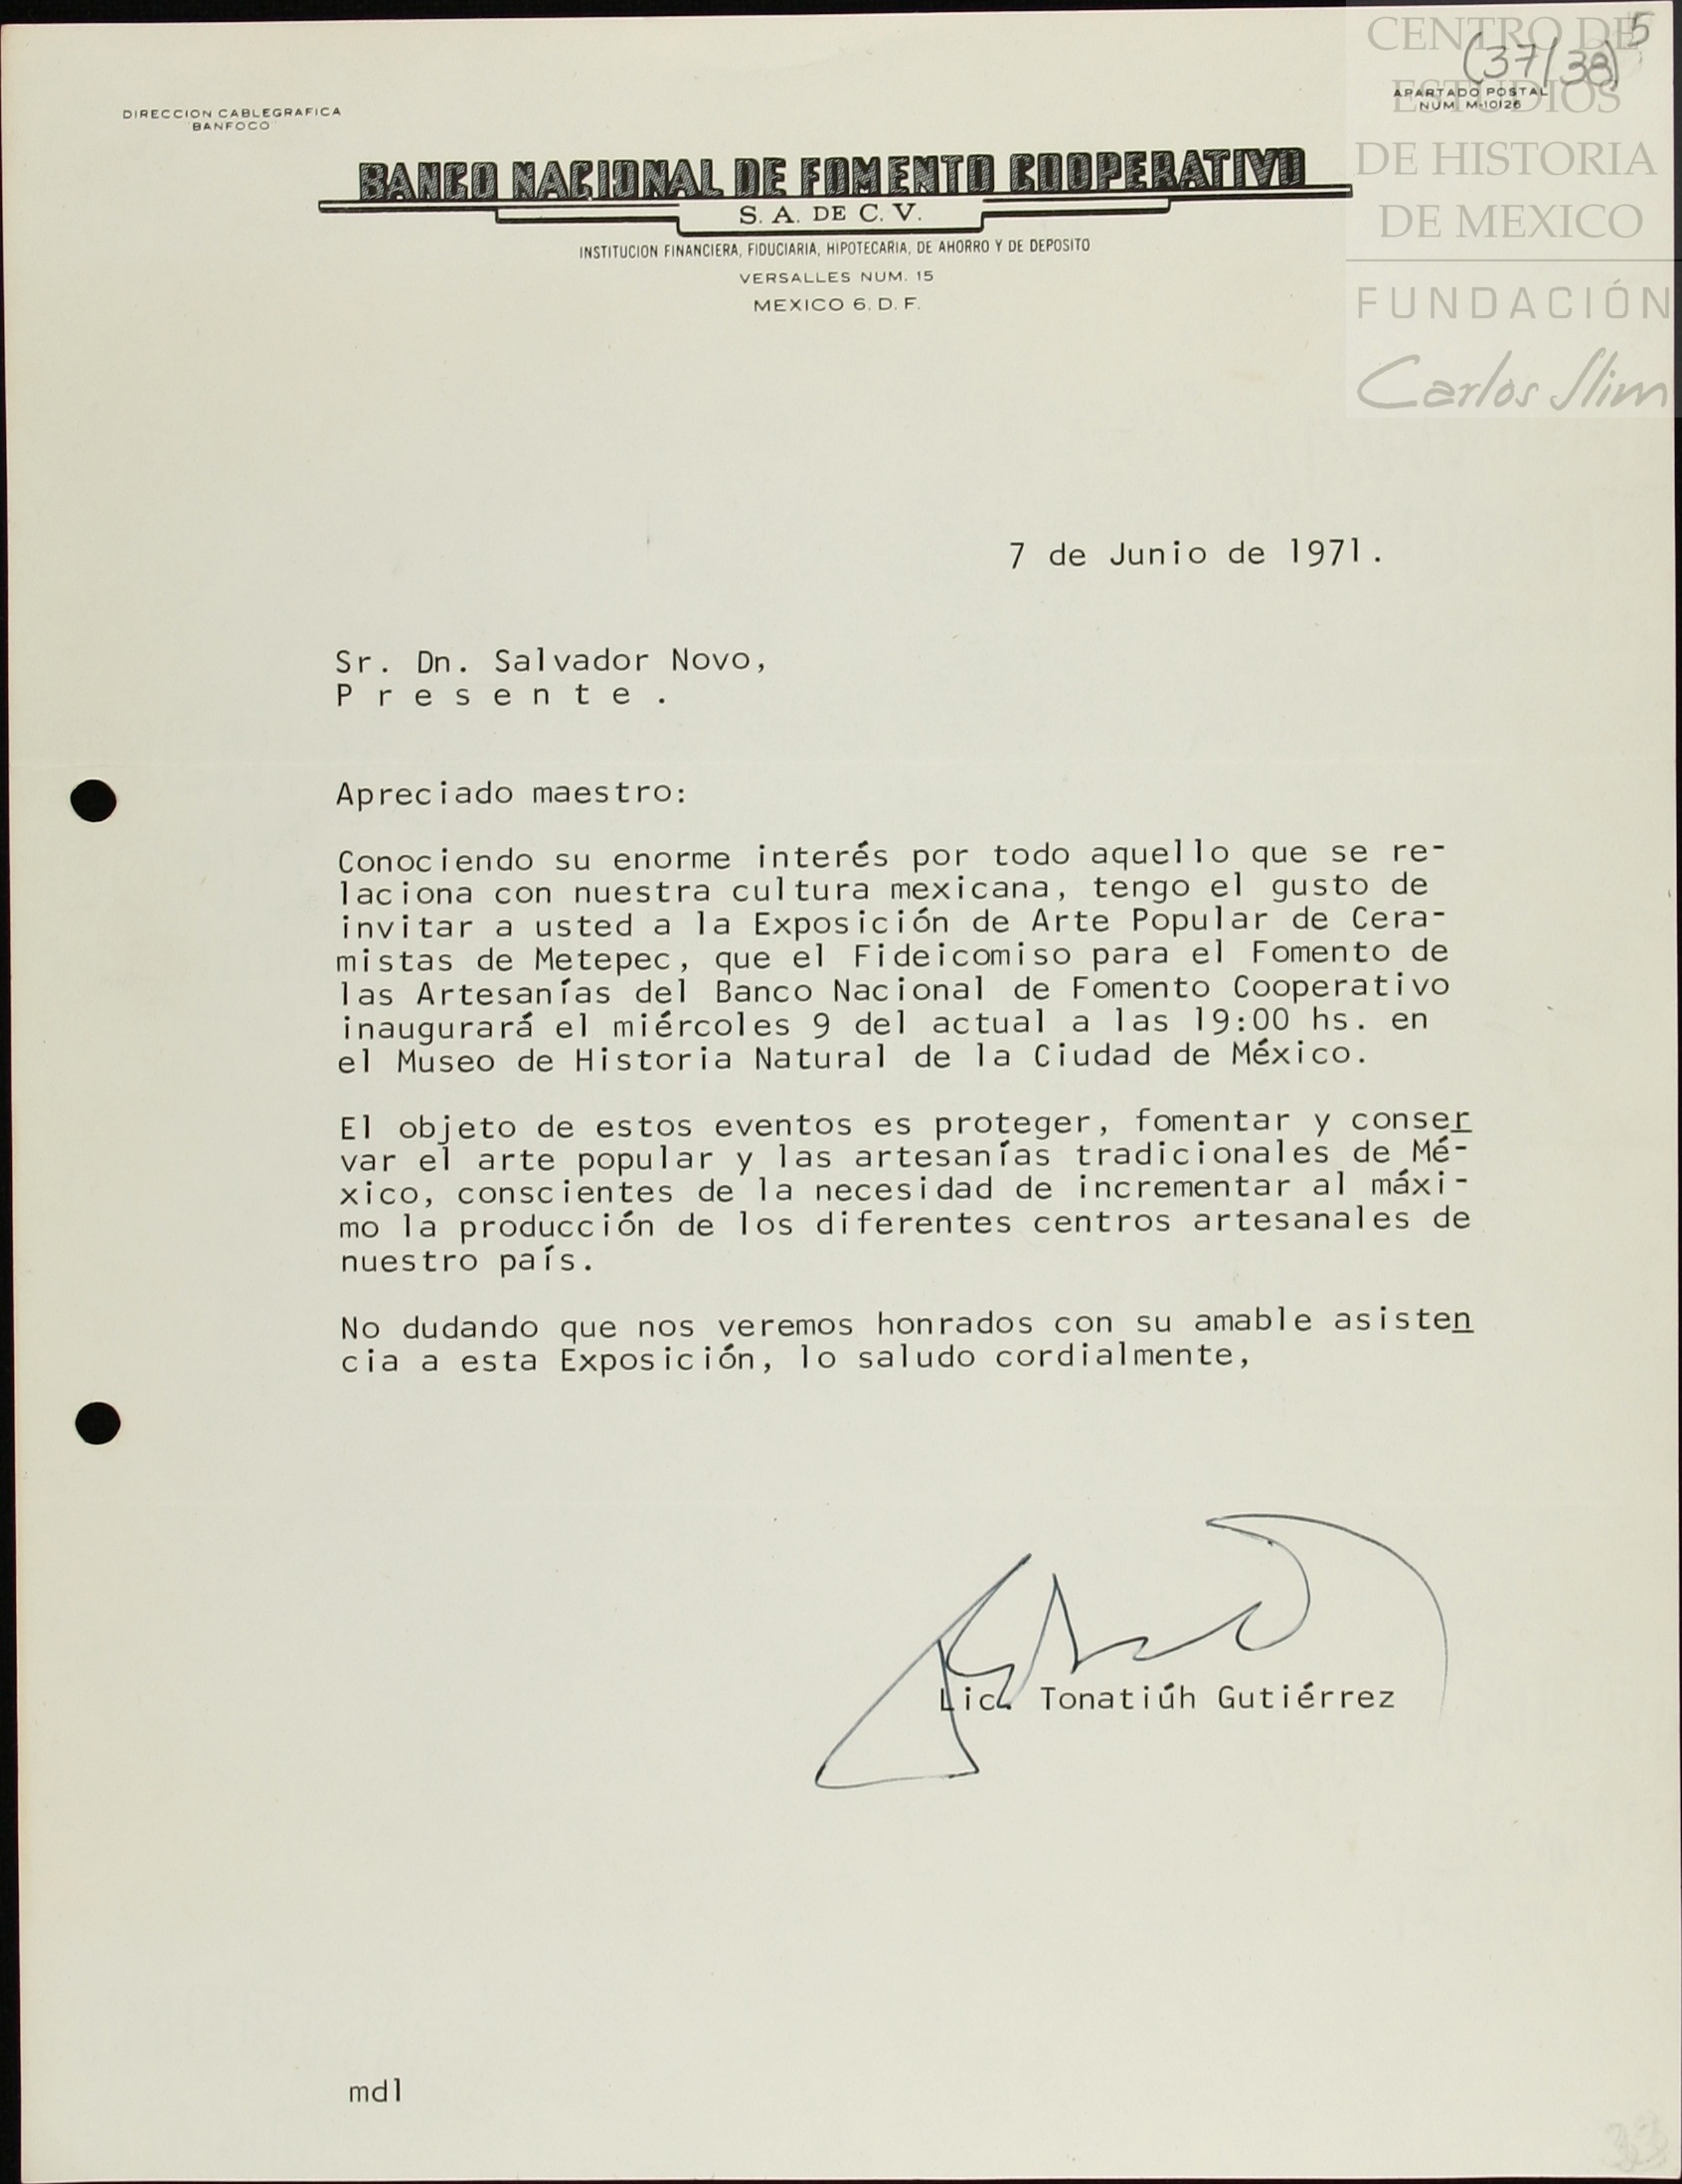 5
(37/38)
CENTRO DE
ESTUDIOS
DE HISTORIA
DE MEXICO
FUNDACIÓN
Carlos Slim
DIRECCION CABLEGRAFICA
"BANFOCO"
APARTADO POSTAL
NUM. M-10126
BANCO NACIONAL DE FOMENTO COOPERATIVO
S. A. DE C. V.
INSTITUCION FINANCIERA, FIDUCIARIA, HIPOTECARIA, DE AHORRO Y DE DEPOSITO
VERSALLES NUM. 15
MEXICO 6, D. F.
7 de Junio de 1971.
Sr. Dn. Salvador Novo,
P r e s e n t e .
Apreciado maestro:
Conociendo su enorme interés por todo aquello que se re-
laciona con nuestra cultura mexicana, tengo el gusto de
invitar a usted a la Exposición de Arte Popular de Cera-
mistas de Metepec, que el Fideicomiso para el Fomento de
las Artesanías del Banco Nacional de Fomento Cooperativo
inaugurará el miércoles 9 del actual a las 19:00 hs. en
el Museo de Historia Natural de la Ciudad de México.
El objeto de estos eventos es proteger, fomentar y conser
var el arte popular y las artesanías tradicionales de Mé-
xico, conscientes de la necesidad de incrementar al máxi-
mo la producción de los diferentes centros artesanales de
nuestro país.
No dudando que nos veremos honrados con su amable asisten
cia a esta Exposición, lo saludo cordialmente,
Lic. Tonatiúh Gutiérrez
mdl
33